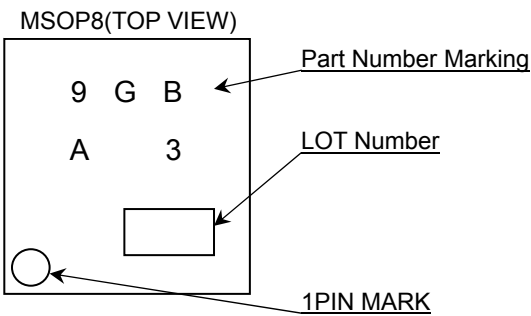 MSOP8(TOP VIEW)
Part Number Marking
9 G B
LOT Number
A 3
1PIN MARK